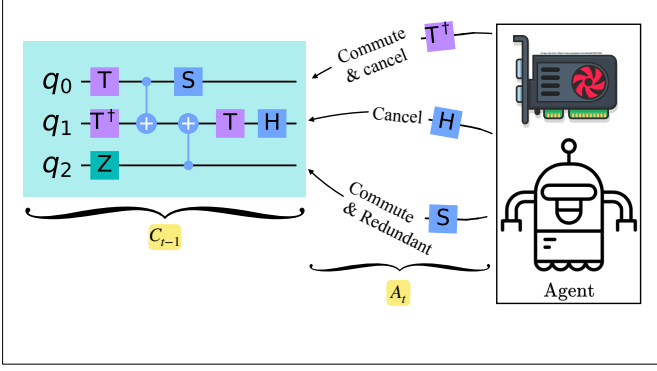 Commute
& cancel
T†
q0 T S
Cancel H
q1 T† + + T H
q2 Z
Commute
& Redundant
S
Ct−1
At
Agent